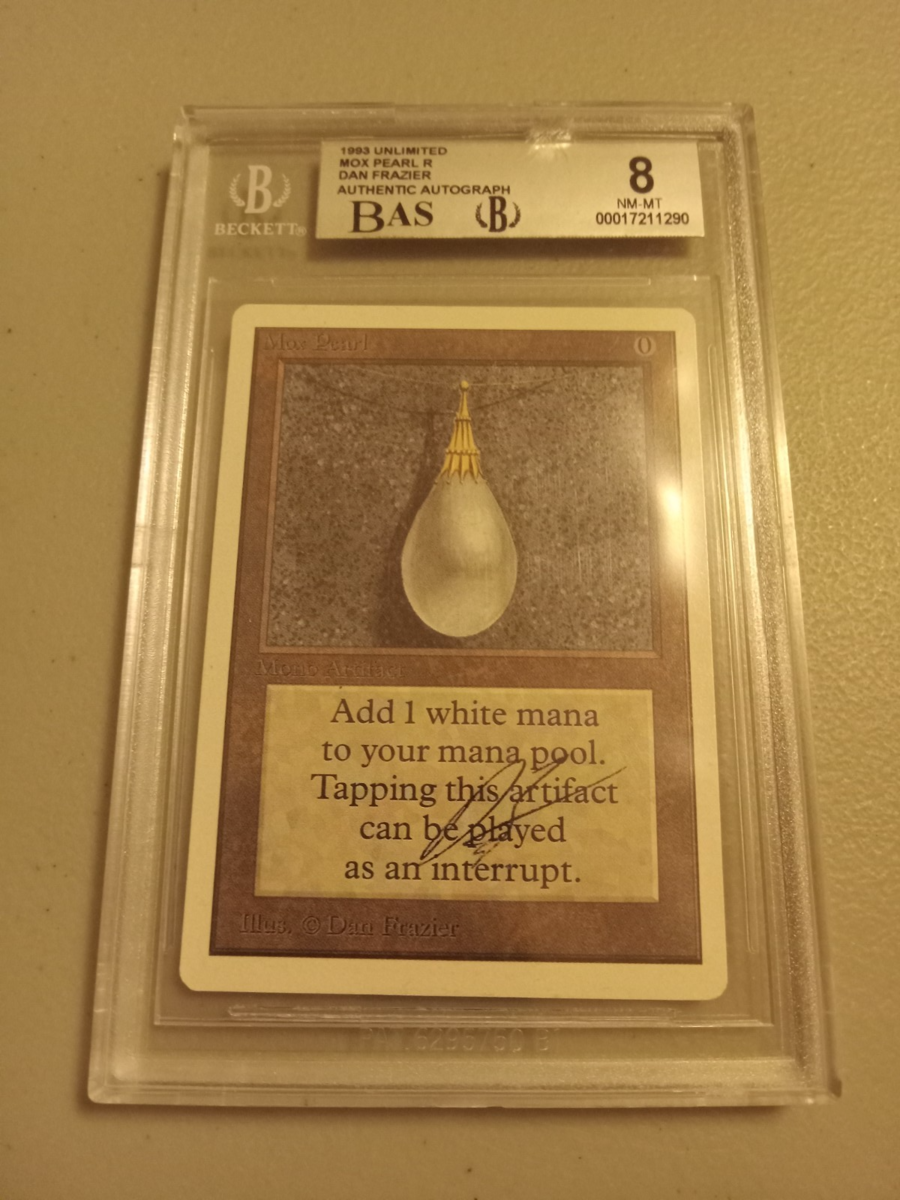 B
BECKETT®
1993 UNLIMITED
MOX PEARL R
DAN FRAZIER
AUTHENTIC AUTOGRAPH
BAS B
8
NM-MT
00017211290
Mox Pearl 0
Mono Artifact
Add 1 white mana
to your mana pool.
Tapping this artifact
can be played
as an interrupt.
Illus. © Dan Frazier